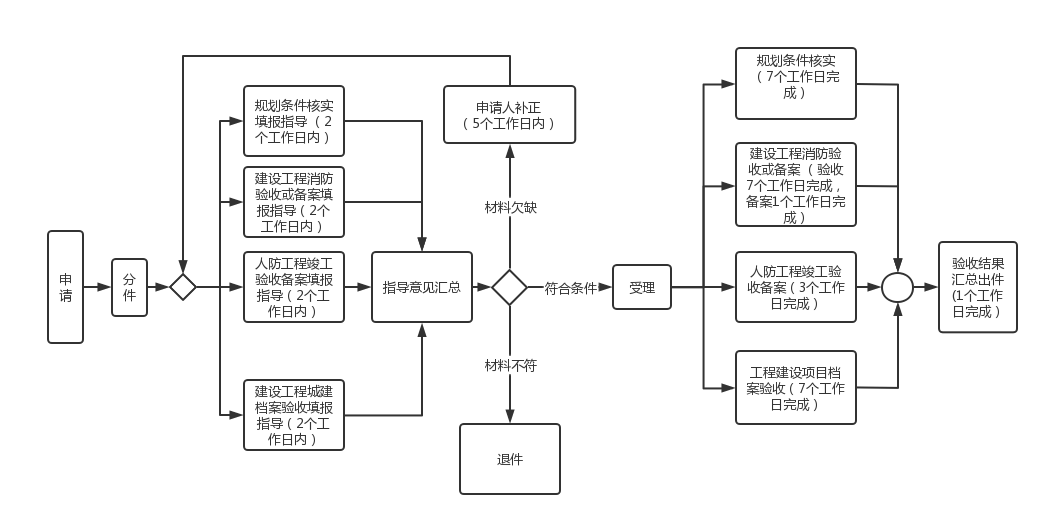 申
请
分
件
规划条件核实
填报指导（2
个工作日内）
建设工程消防
验收或备案填
报指导（2个
工作日内）
人防工程竣工
验收备案填报
指导（2个工
作日内）
建设工程城建
档案验收填报
指导（2个工
作日内）
指导意见汇总
申请人补正
（5个工作日内）
材料欠缺
符合条件
材料不符
退件
受理
规划条件核实
（7个工作日完
成）
建设工程消防验
收或备案（验收
7个工作日完成，
备案1个工作日完
成）
人防工程竣工验
收备案（3个工作
日完成）
工程建设项目档
案验收（7个工作
日完成）
验收结果
汇总出件
(1个工作
日完成）